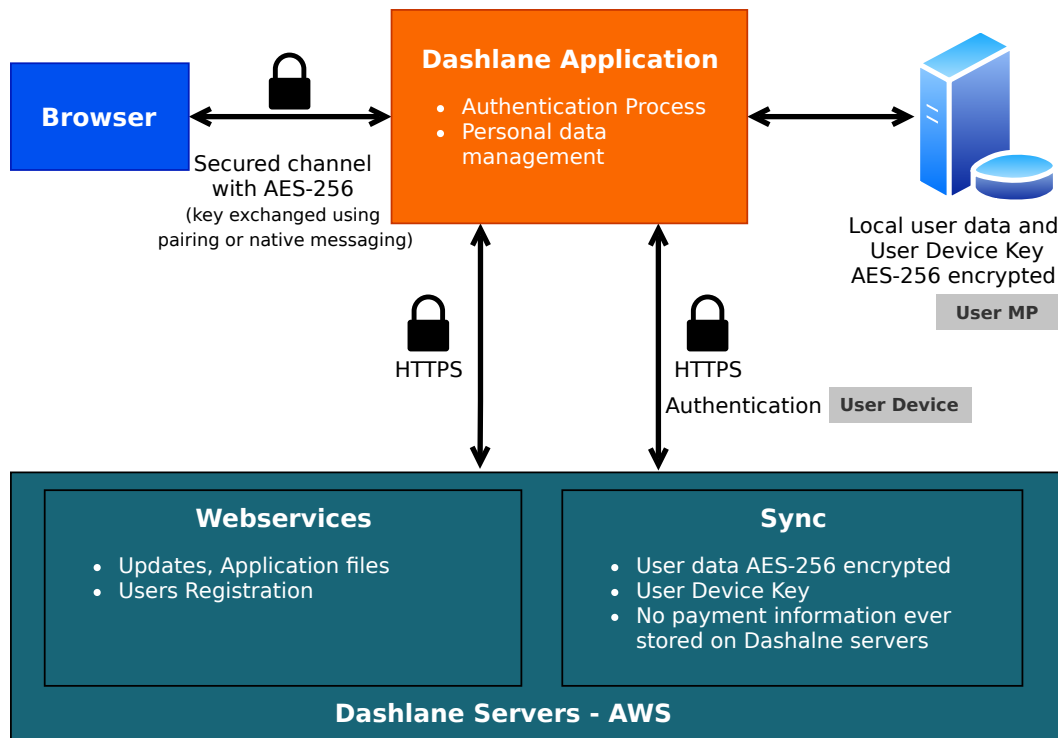 Browser
Secured channel
with AES-256
(key exchanged using
pairing or native messaging)
Dashlane Application
• Authentication Process
• Personal data
management
Local user data and
User Device Key
AES-256 encrypted
User MP
HTTPS
HTTPS
Authentication
User Device
Webservices
• Updates, Application files
• Users Registration
Sync
• User data AES-256 encrypted
• User Device Key
• No payment information ever
stored on Dashalne servers
Dashlane Servers - AWS